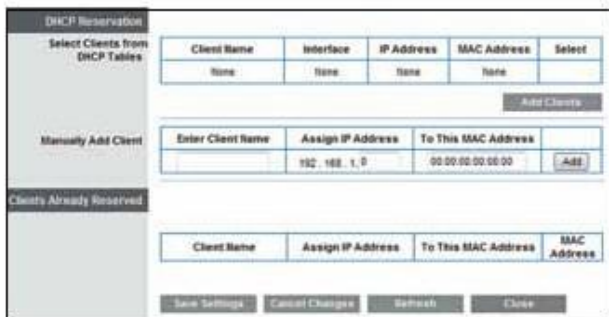 DHCP Reservation
Select Clients from
DHCP Tables
Client Name Interface IP Address MAC Address Select
None None None None
Add Clients
Manually Add Client
Enter Client Name Assign IP Address To This MAC Address
192 . 168 . 1. 0 00:00:00:00:00:00 Add
Clients Already Reserved
Client Name Assign IP Address To This MAC Address MAC
Address
Save Settings Cancel Changes Refresh Close